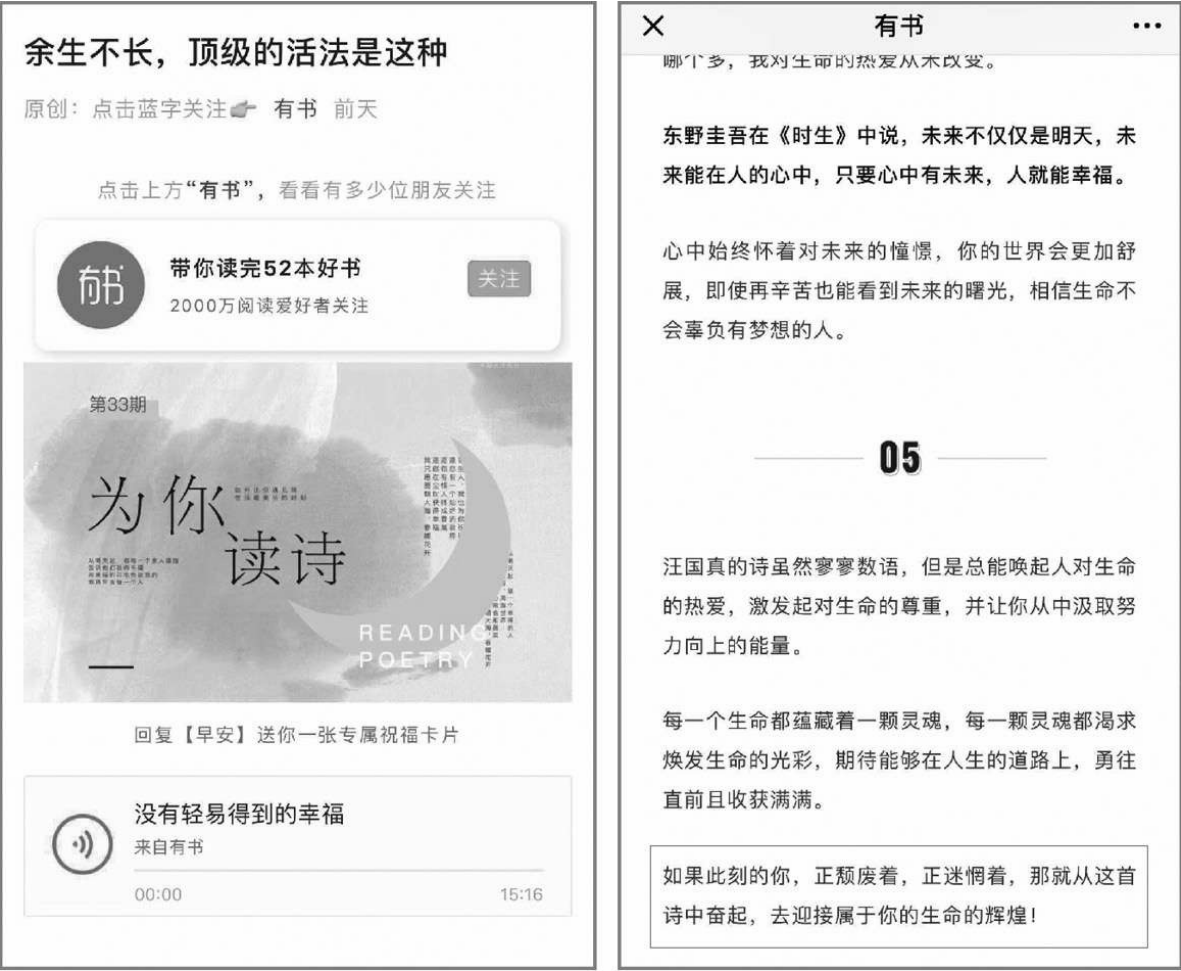 余生不长，顶级的活法是这种
原创：点击蓝字关注 有书 前天
点击上方“有书”，看看有多少位朋友关注
有书
带你读完52本好书
2000万阅读爱好者关注
关注
第33期
为你
读诗
READING
POETRY
回复【早安】送你一张专属祝福卡片
没有轻易得到的幸福
来自有书
00:00
15:16
有书
哪个多，我对生命的热爱从未改变。
东野圭吾在《时生》中说，未来不仅仅是明天，未
来能在人的心中，只要心中有未来，人就能幸福。
心中始终怀着对未来的憧憬，你的世界会更加舒
展，即使再辛苦也能看到未来的曙光，相信生命不
会辜负有梦想的人。
05
汪国真的诗虽然寥寥数语，但是总能唤起人对生命
的热爱，激发起对生命的尊重，并让你从中汲取努
力向上的能量。
每一个生命都蕴藏着一颗灵魂，每一颗灵魂都渴求
焕发生命的光彩，期待能够在人生的道路上，勇往
直前且收获满满。
如果此刻的你，正颓废着，正迷惘着，那就从这首
诗中奋起，去迎接属于你的生命的辉煌！